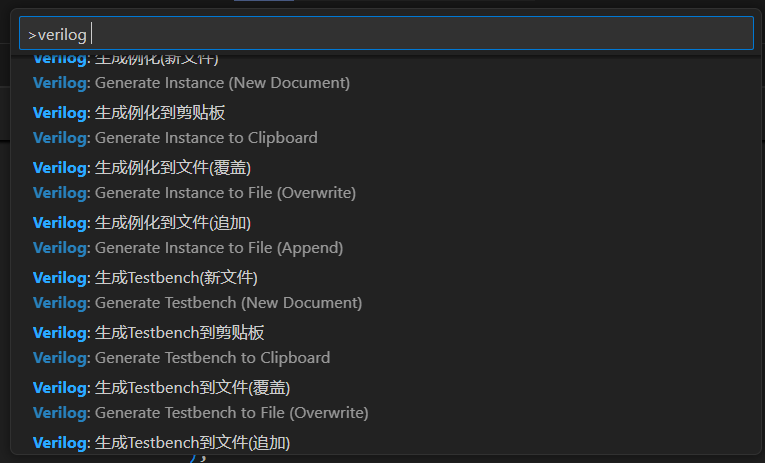 >verilog
Verilog: 生成例化(新文件)
Verilog: Generate Instance (New Document)
Verilog: 生成例化到剪贴板
Verilog: Generate Instance to Clipboard
Verilog: 生成例化到文件(覆盖)
Verilog: Generate Instance to File (Overwrite)
Verilog: 生成例化到文件(追加)
Verilog: Generate Instance to File (Append)
Verilog: 生成Testbench(新文件)
Verilog: Generate Testbench (New Document)
Verilog: 生成Testbench到剪贴板
Verilog: Generate Testbench to Clipboard
Verilog: 生成Testbench到文件(覆盖)
Verilog: Generate Testbench to File (Overwrite)
Verilog: 生成Testbench到文件(追加)